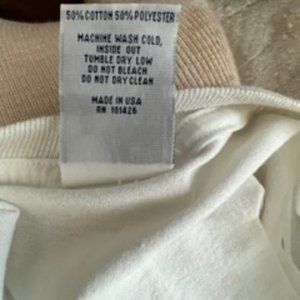 50% COTTON 50% POLYESTER
MACHINE WASH COLD,
INSIDE OUT
TUMBLE DRY LOW
DO NOT BLEACH
DO NOT DRY CLEAN
MADE IN USA
RN: 101426